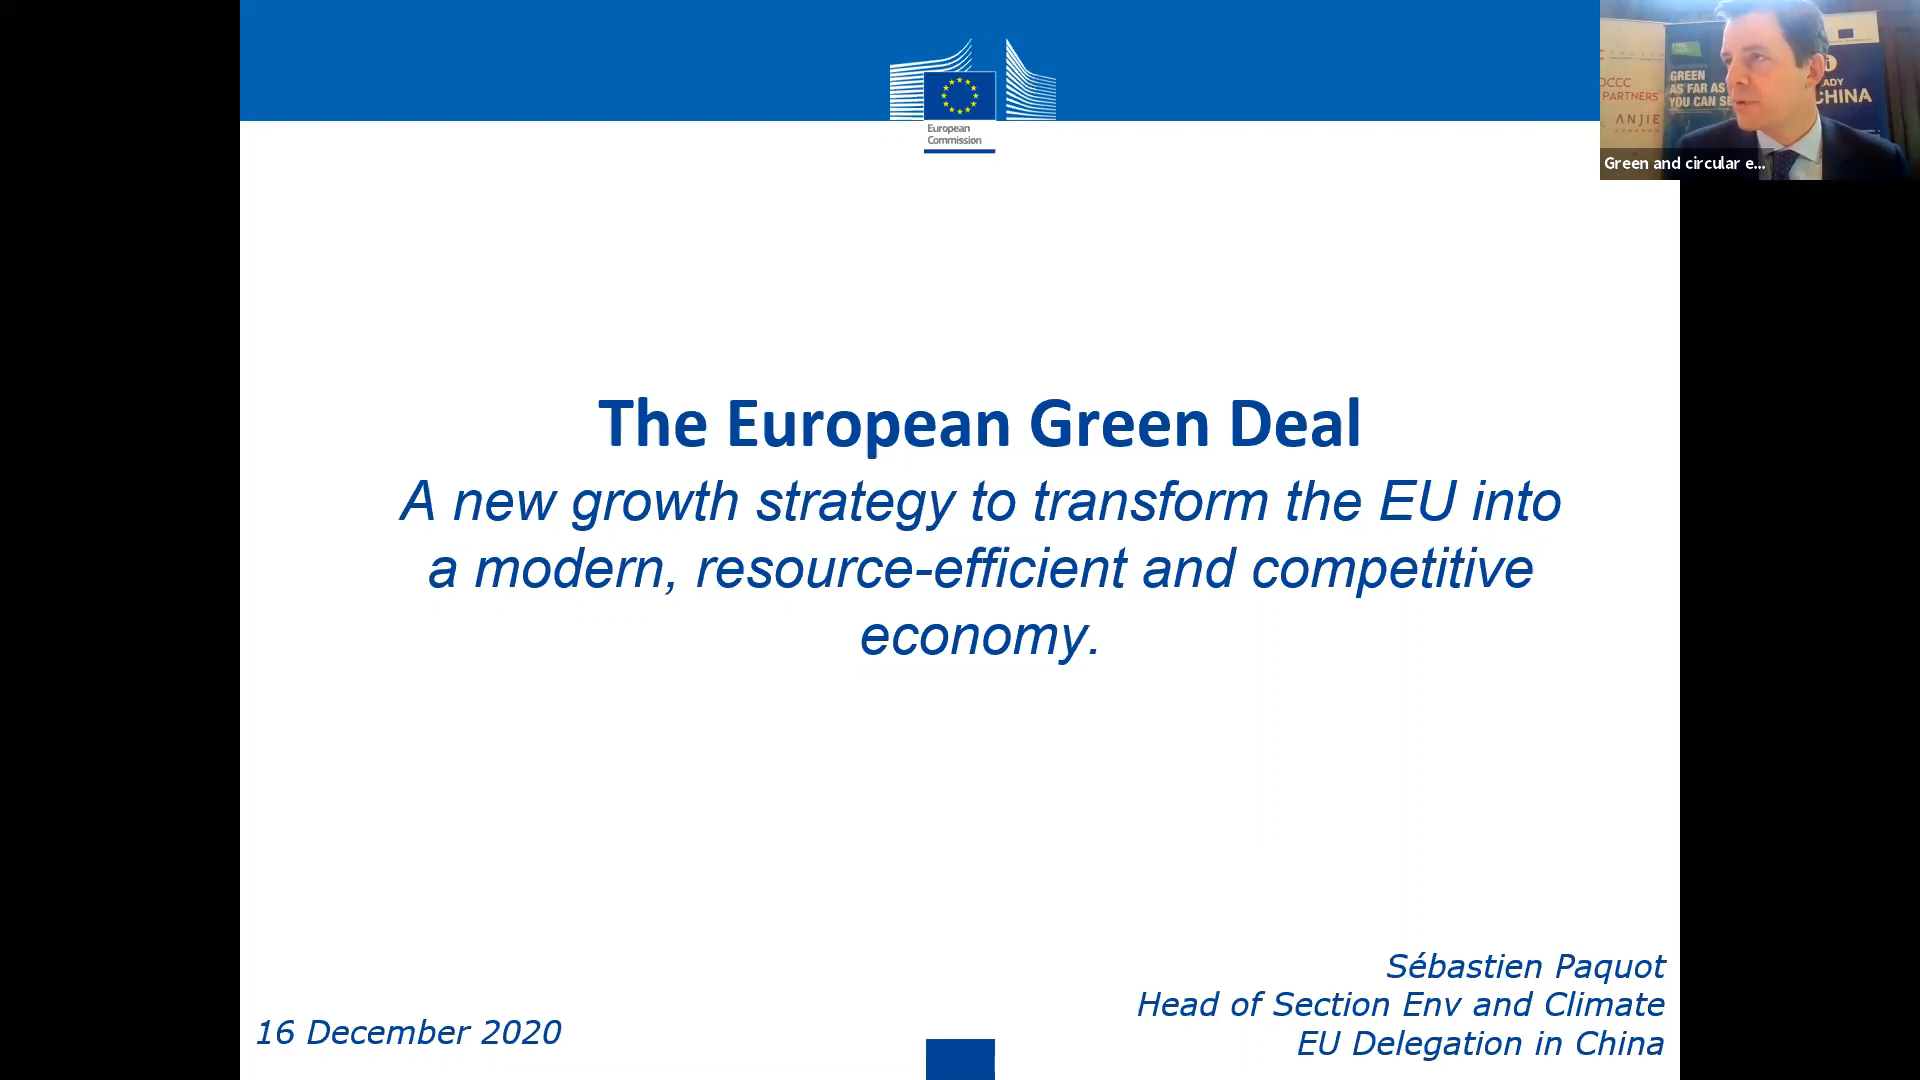 European
Commission
The European Green Deal
A new growth strategy to transform the EU into
a modern, resource-efficient and competitive
economy.
16 December 2020
Sébastien Paquot
Head of Section Env and Climate
EU Delegation in China
PARTNERS
ANJIE
GREEN
AS FAR AS
YOU CAN SE
CHINA
Green and circular e...